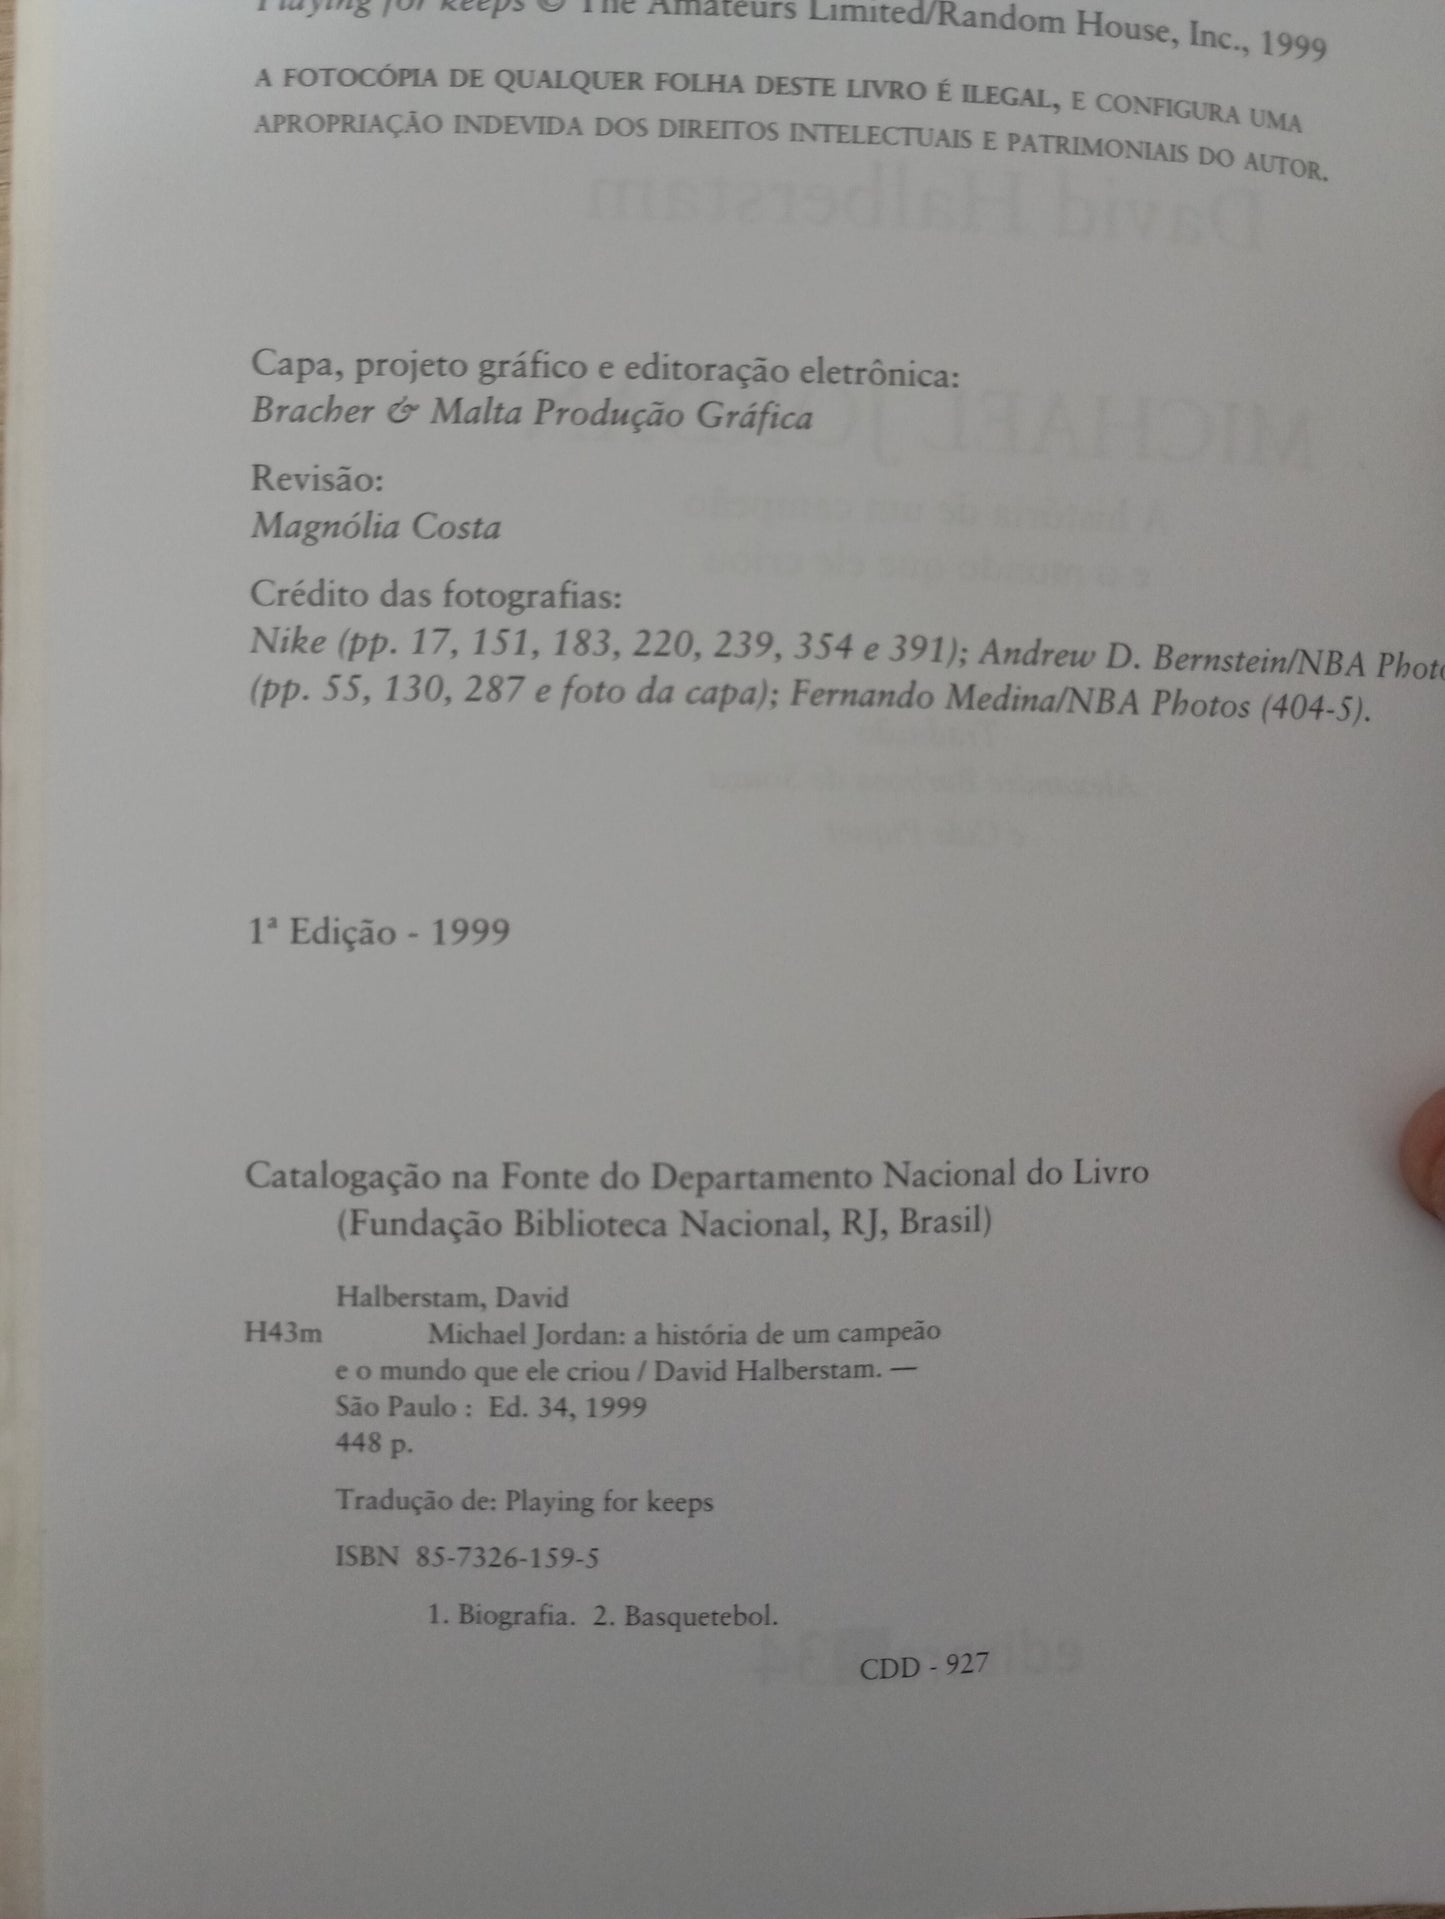 Playing for keeps © The Amateurs Limited/Random House, Inc., 1999
A FOTOCÓPIA DE QUALQUER FOLHA DESTE LIVRO É ILEGAL, E CONFIGURA UMA
APROPRIAÇÃO INDEVIDA DOS DIREITOS INTELECTUAIS E PATRIMONIAIS DO AUTOR.
Capa, projeto gráfico e editoração eletrônica:
Bracher & Malta Produção Gráfica
Revisão:
Magnólia Costa
Crédito das fotografias:
Nike (pp. 17, 151, 183, 220, 239, 354 e 391); Andrew D. Bernstein/NBA Photo
(pp. 55, 130, 287 e foto da capa); Fernando Medina/NBA Photos (404-5).
1ª Edição - 1999
Catalogação na Fonte do Departamento Nacional do Livro
(Fundação Biblioteca Nacional, RJ, Brasil)
Halberstam, David
H43m Michael Jordan: a história de um campeão
e o mundo que ele criou / David Halberstam. —
São Paulo : Ed. 34, 1999
448 p.
Tradução de: Playing for keeps
ISBN 85-7326-159-5
1. Biografia. 2. Basquetebol.
CDD - 927